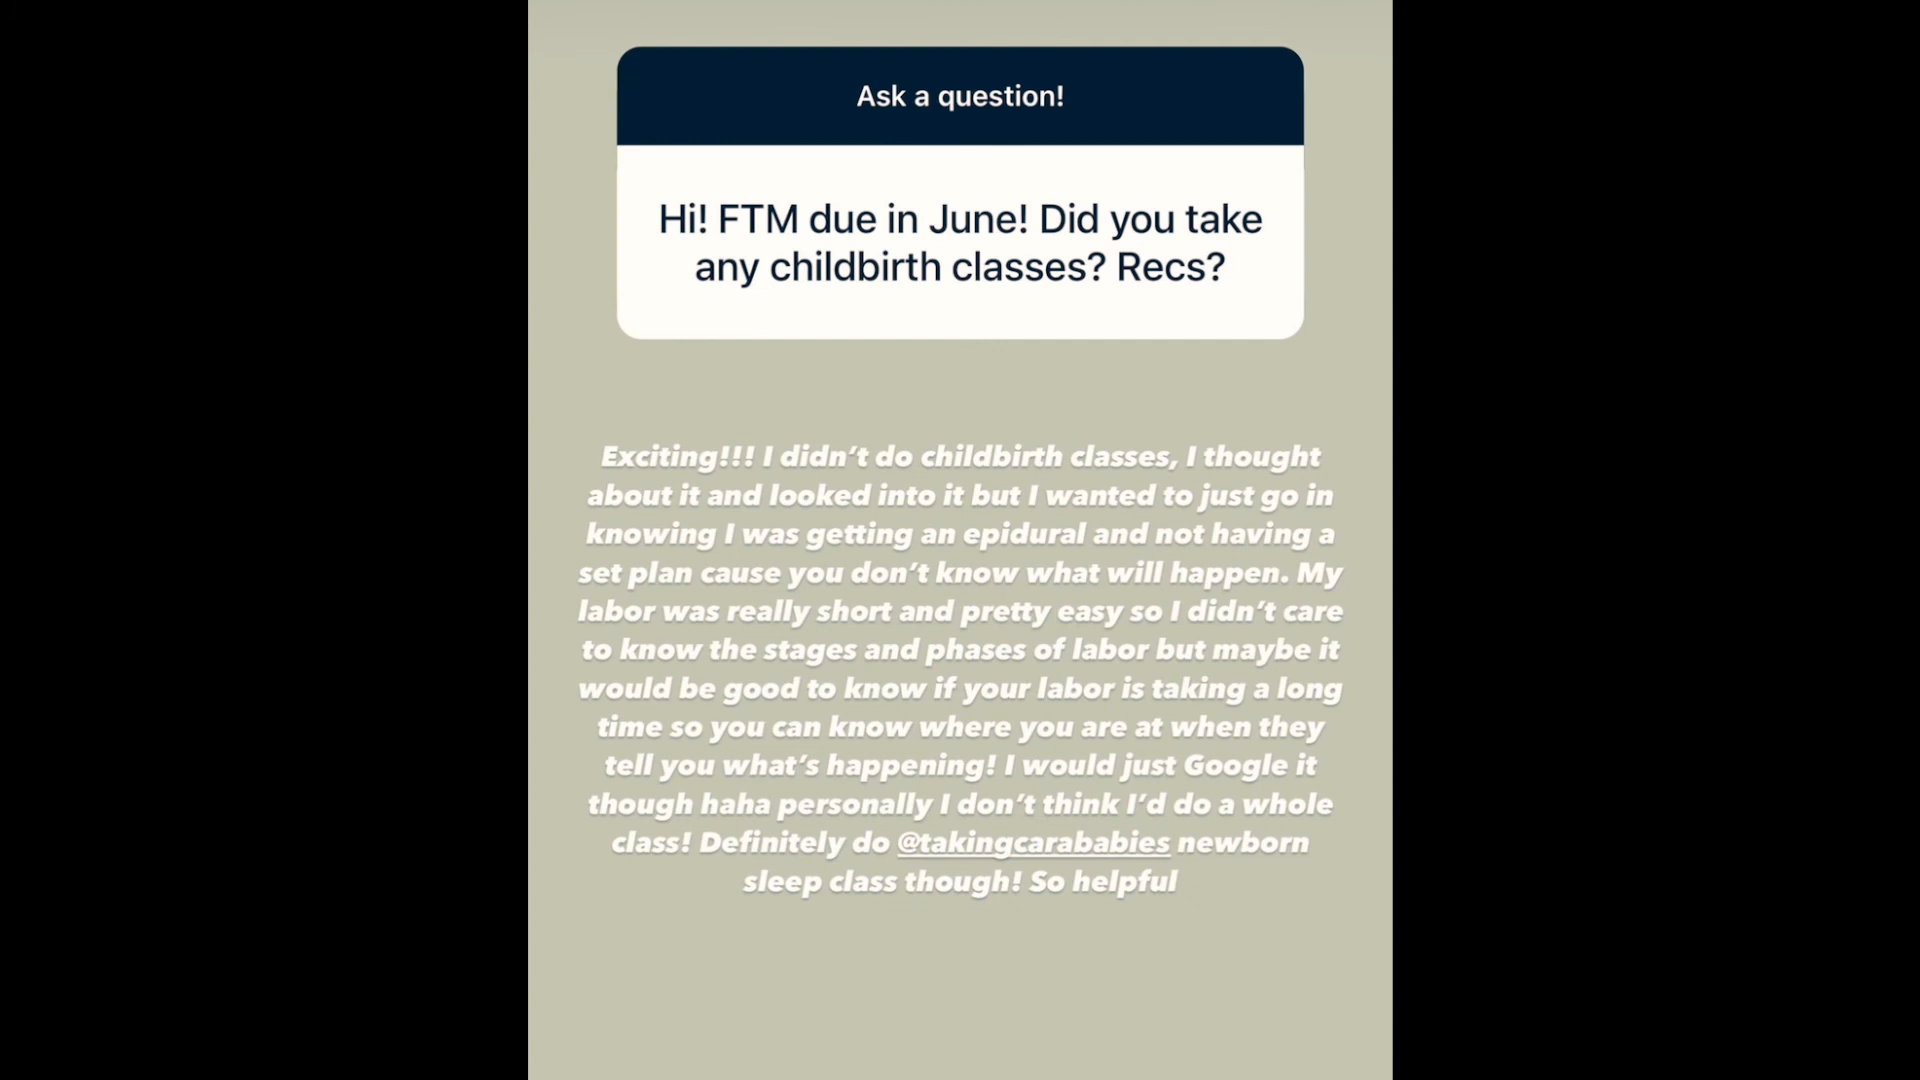 Ask a question!
Hi! FTM due in June! Did you take
any childbirth classes? Recs?
Exciting!!! I didn’t do childbirth classes, I thought
about it and looked into it but I wanted to just go in
knowing I was getting an epidural and not having a
set plan cause you don’t know what will happen. My
labor was really short and pretty easy so I didn’t care
to know the stages and phases of labor but maybe it
would be good to know if your labor is taking a long
time so you can know where you are at when they
tell you what’s happening! I would just Google it
though haha personally I don’t think I’d do a whole
class! Definitely do @takingcarababies newborn
sleep class though! So helpful